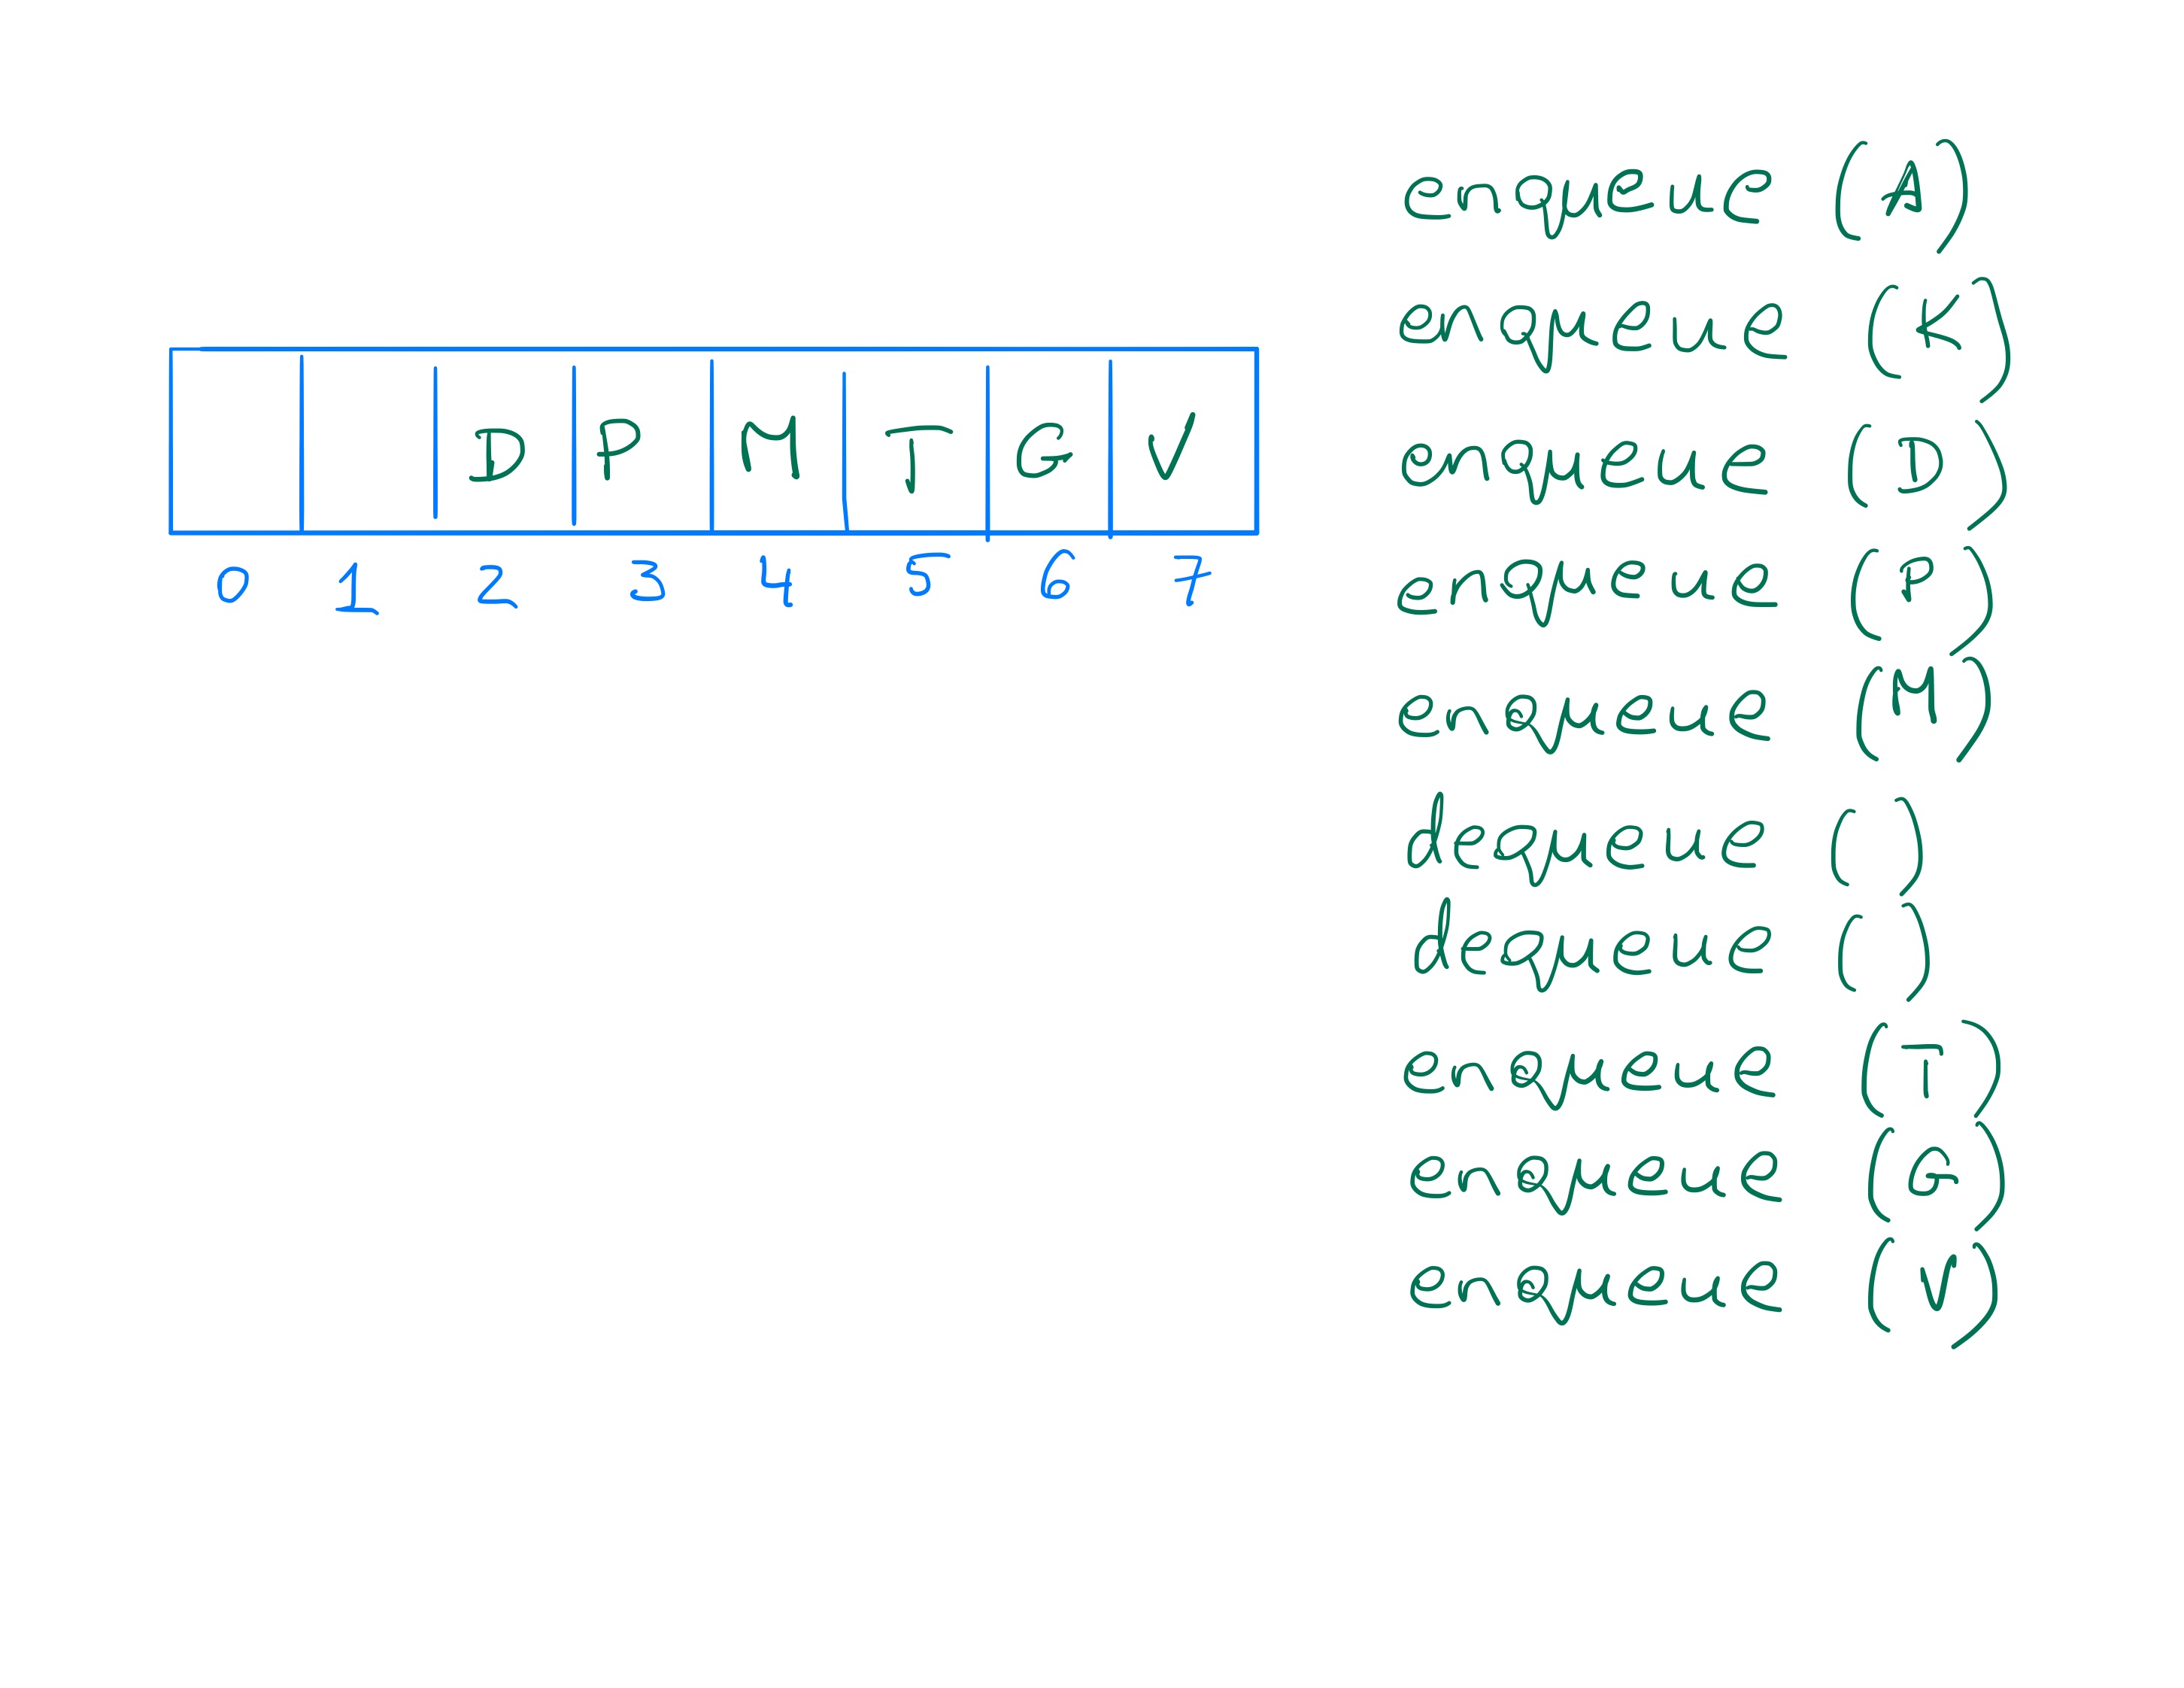 D P M T G V
0 1 2 3 4 5 6 7
enqueue (A)
enqueue (K)
enqueue (D)
enqueue (P)
enqueue (M)
dequeue ( )
dequeue ( )
enqueue (T)
enqueue (G)
enqueue (V)